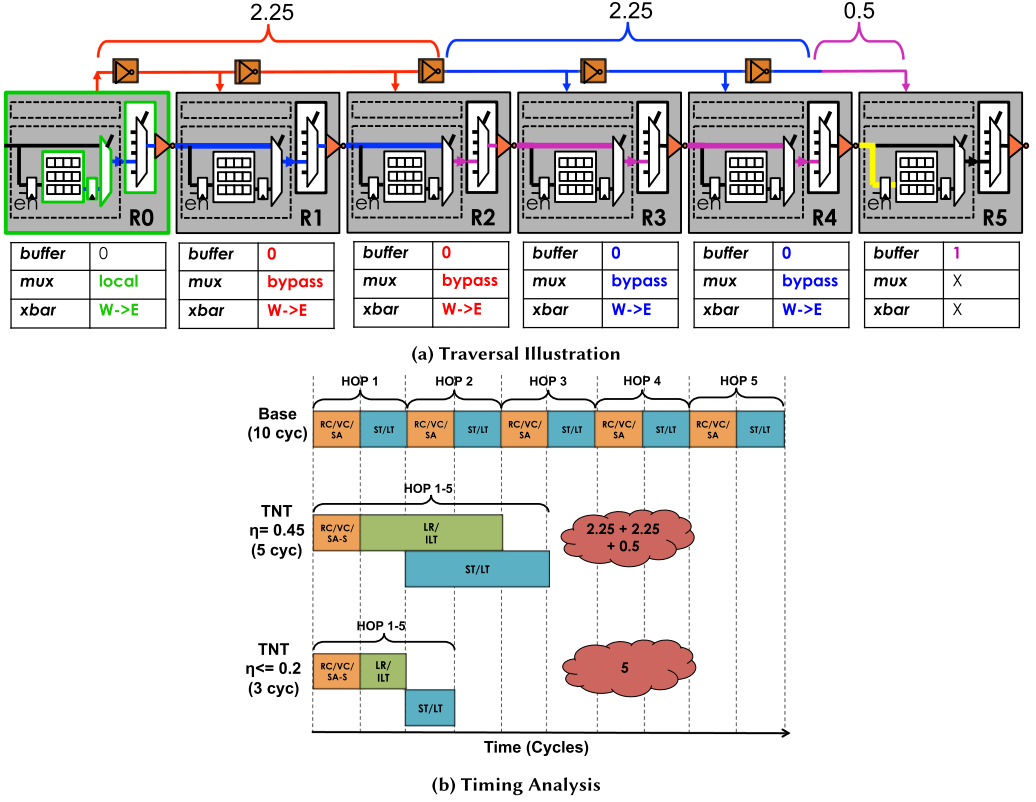 2.25 2.25 0.5
en en en en en en
R0 R1 R2 R3 R4 R5
buffer 0 buffer 0 buffer 0 buffer 0 buffer 0 buffer 1
mux local mux bypass mux bypass mux bypass mux bypass mux X
xbar W->E xbar W->E xbar W->E xbar W->E xbar W->E xbar X
(a) Traversal Illustration
HOP 1 HOP 2 HOP 3 HOP 4 HOP 5
Base
(10 cyc)
RC/VC/
SA
ST/LT
RC/VC/
SA
ST/LT
RC/VC/
SA
ST/LT
RC/VC/
SA
ST/LT
RC/VC/
SA
ST/LT
HOP 1-5
TNT
η= 0.45
(5 cyc)
RC/VC/
SA-S
LR/
ILT
ST/LT
2.25 + 2.25
+ 0.5
HOP 1-5
TNT
η<= 0.2
(3 cyc)
RC/VC/
SA-S
LR/
ILT
ST/LT
5
Time (Cycles)
(b) Timing Analysis